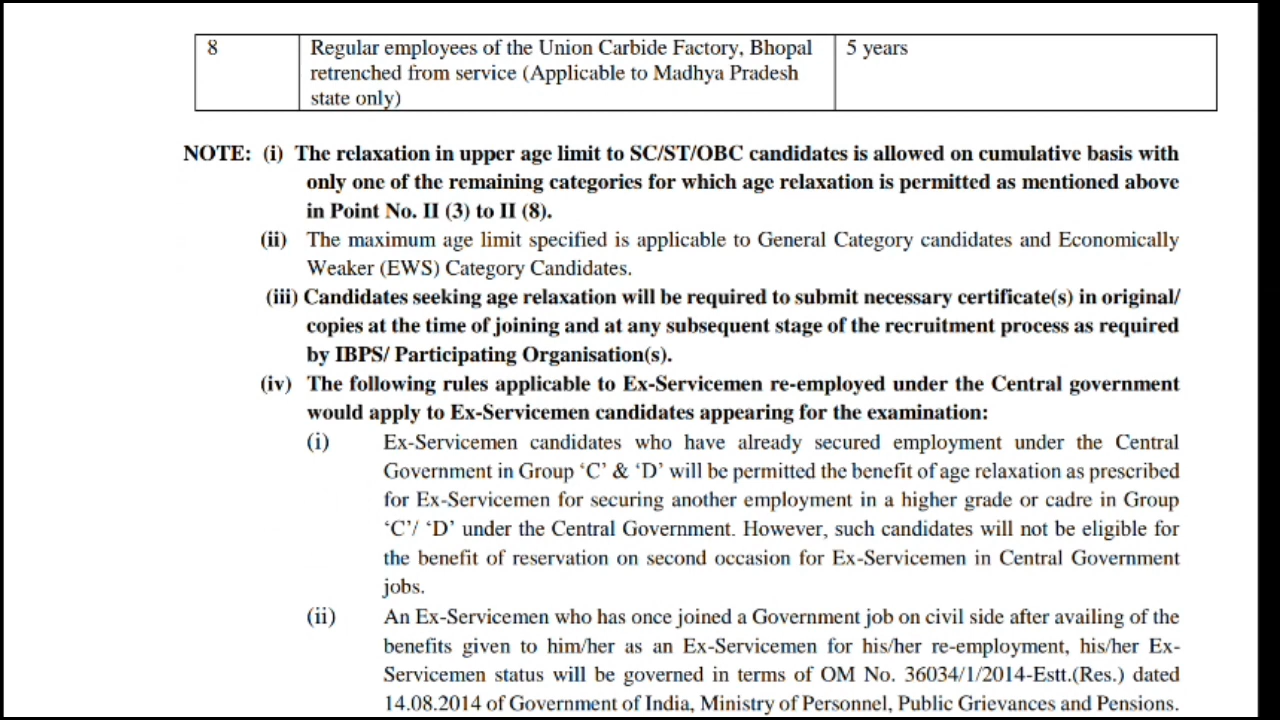 8 Regular employees of the Union Carbide Factory, Bhopal 5 years
retrenched from service (Applicable to Madhya Pradesh
state only)
NOTE: (i) The relaxation in upper age limit to SC/ST/OBC candidates is allowed on cumulative basis with
only one of the remaining categories for which age relaxation is permitted as mentioned above
in Point No. II (3) to II (8).
(ii) The maximum age limit specified is applicable to General Category candidates and Economically
Weaker (EWS) Category Candidates.
(iii) Candidates seeking age relaxation will be required to submit necessary certificate(s) in original/
copies at the time of joining and at any subsequent stage of the recruitment process as required
by IBPS/ Participating Organisation(s).
(iv) The following rules applicable to Ex-Servicemen re-employed under the Central government
would apply to Ex-Servicemen candidates appearing for the examination:
(i) Ex-Servicemen candidates who have already secured employment under the Central
Government in Group ‘C’ & ‘D’ will be permitted the benefit of age relaxation as prescribed
for Ex-Servicemen for securing another employment in a higher grade or cadre in Group
‘C’/ ‘D’ under the Central Government. However, such candidates will not be eligible for
the benefit of reservation on second occasion for Ex-Servicemen in Central Government
jobs.
(ii) An Ex-Servicemen who has once joined a Government job on civil side after availing of the
benefits given to him/her as an Ex-Servicemen for his/her re-employment, his/her Ex-
Servicemen status will be governed in terms of OM No. 36034/1/2014-Estt.(Res.) dated
14.08.2014 of Government of India, Ministry of Personnel, Public Grievances and Pensions.